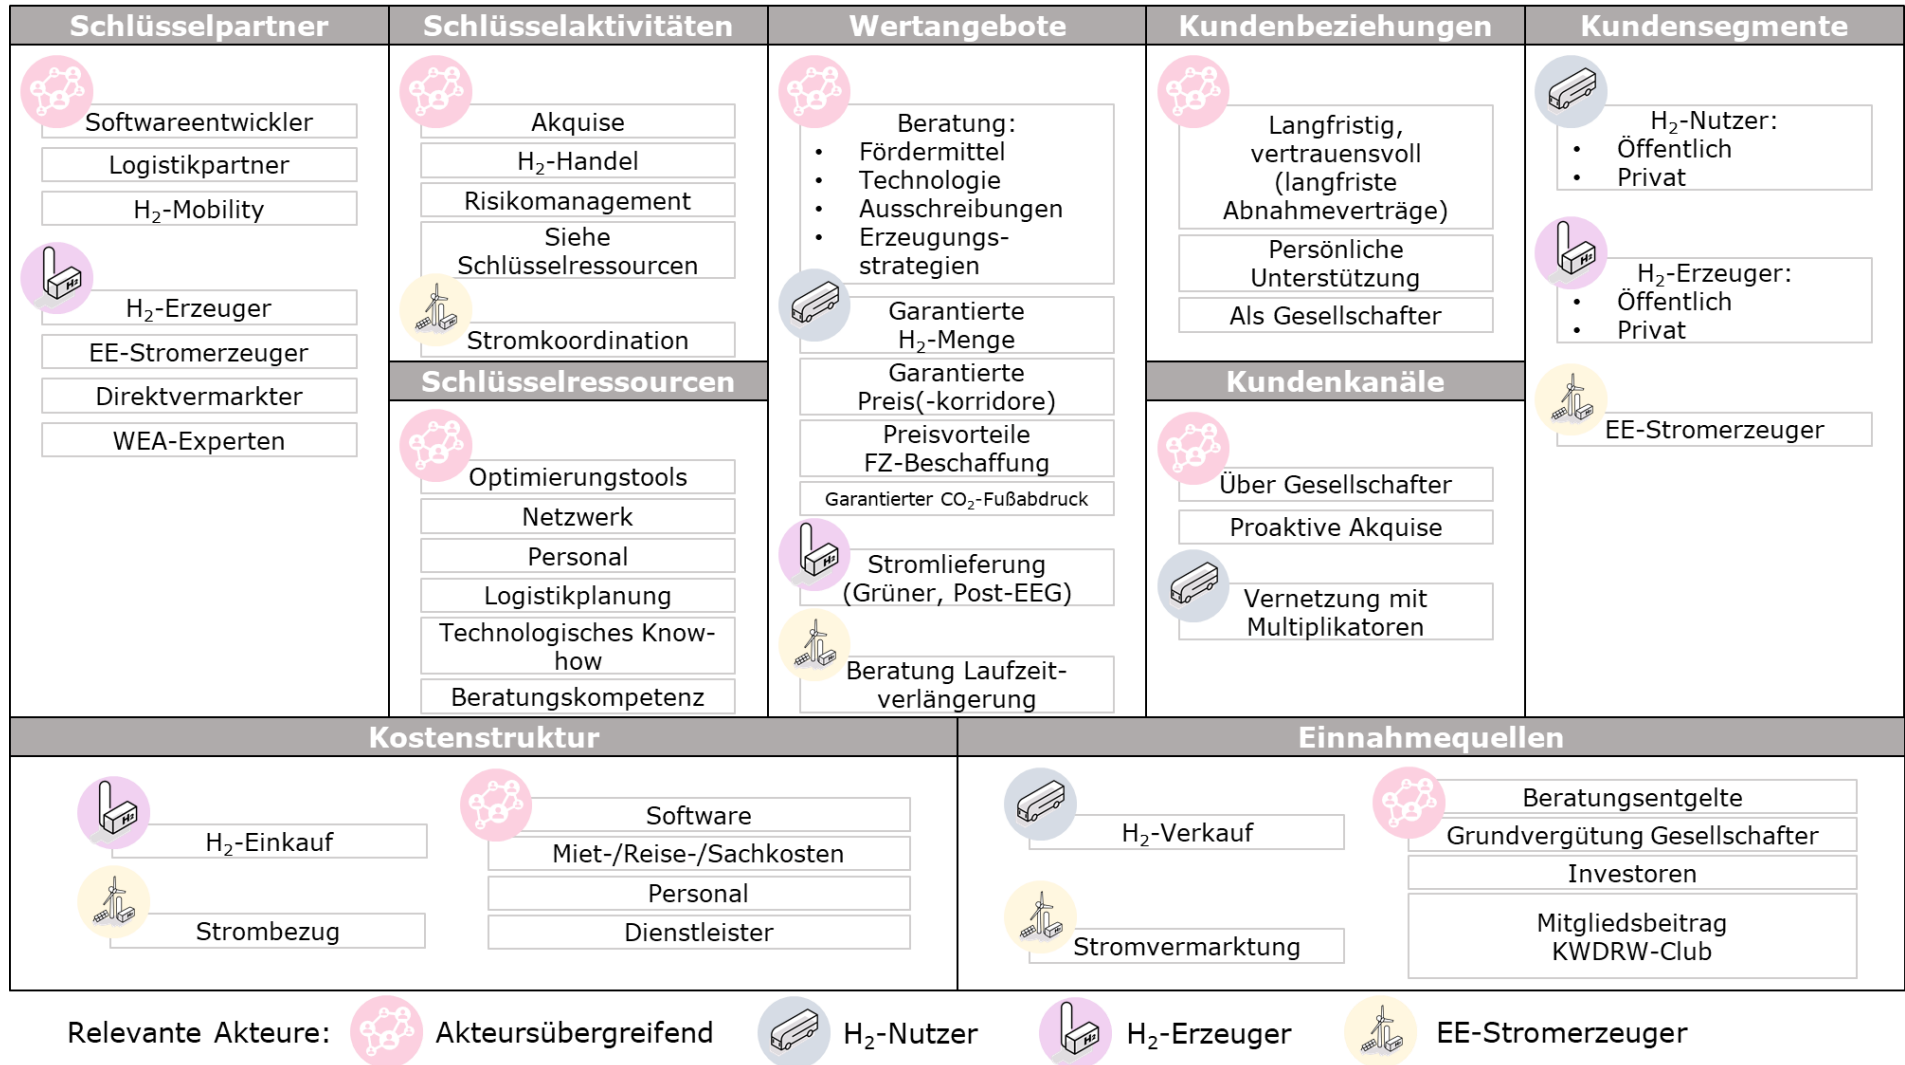 Schlüsselpartner
Softwareentwickler
Logistikpartner
H₂-Mobility
H₂-Erzeuger
EE-Stromerzeuger
Direktvermarkter
WEA-Experten
Schlüsselaktivitäten
Akquise
H₂-Handel
Risikomanagement
Siehe
Schlüsselressourcen
Stromkoordination
Schlüsselressourcen
Optimierungstools
Netzwerk
Personal
Logistikplanung
Technologisches Know-
how
Beratungskompetenz
Wertangebote
Beratung:
• Fördermittel
• Technologie
• Ausschreibungen
• Erzeugungs-
strategien
Garantierte
H₂-Menge
Garantierte
Preis(-korridore)
Preisvorteile
FZ-Beschaffung
Garantierter CO₂-Fußabdruck
H₂
Stromlieferung
(Grüner, Post-EEG)
Beratung Laufzeit-
verlängerung
Kundenbeziehungen
Langfristig,
vertrauensvoll
(langfriste
Abnahmeverträge)
Persönliche
Unterstützung
Als Gesellschafter
Kundenkanäle
Über Gesellschafter
Proaktive Akquise
Vernetzung mit
Multiplikatoren
Kundensegmente
H₂-Nutzer:
• Öffentlich
• Privat
H₂-Erzeuger:
• Öffentlich
• Privat
EE-Stromerzeuger
Kostenstruktur
H₂-Einkauf
Strombezug
Software
Miet-/Reise-/Sachkosten
Personal
Dienstleister
Einnahmequellen
H₂-Verkauf
Stromvermarktung
Beratungsentgelte
Grundvergütung Gesellschafter
Investoren
Mitgliedsbeitrag
KWDRW-Club
Relevante Akteure: Akteursübergreifend H₂-Nutzer H₂-Erzeuger EE-Stromerzeuger